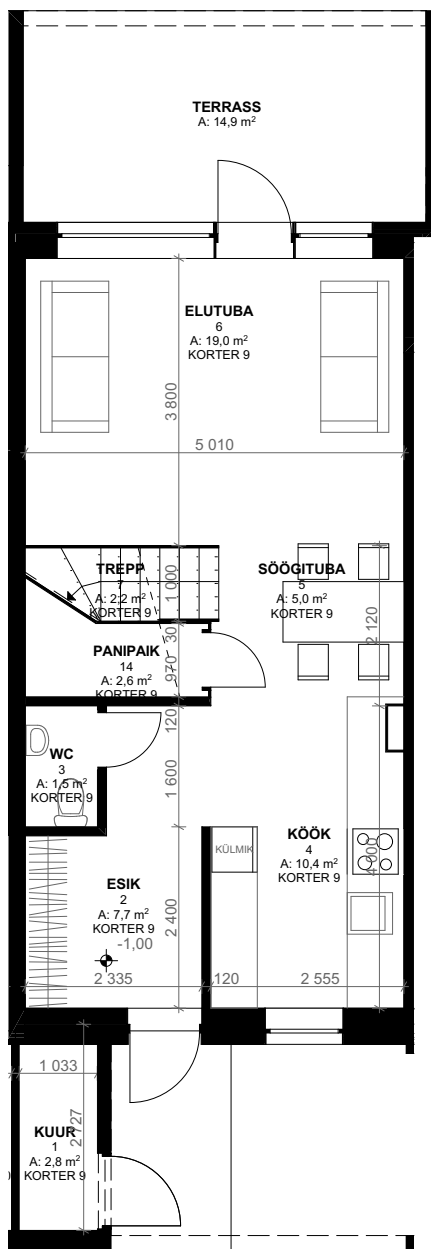 TERRASS
A: 14,9 m²
ELUTUBA
6
A: 19,0 m²
KORTER 9
3 800
5 010
TREPP
7
A: 2,2 m²
KORTER 9
1 000
SÖÖGITUBA
5
A: 5,0 m²
KORTER 9
2 120
30
PANIPAIK
14
A: 2,6 m²
KORTER 9
970
120
WC
3
A: 1,5 m²
KORTER 9
1 600
KÜLMIK
KÖÖK
4
A: 10,4 m²
KORTER 9
4 000
ESIK
2
A: 7,7 m²
KORTER 9
-1,00
2 400
2 335
120
2 555
1 033
2 727
KUUR
1
A: 2,8 m²
KORTER 9